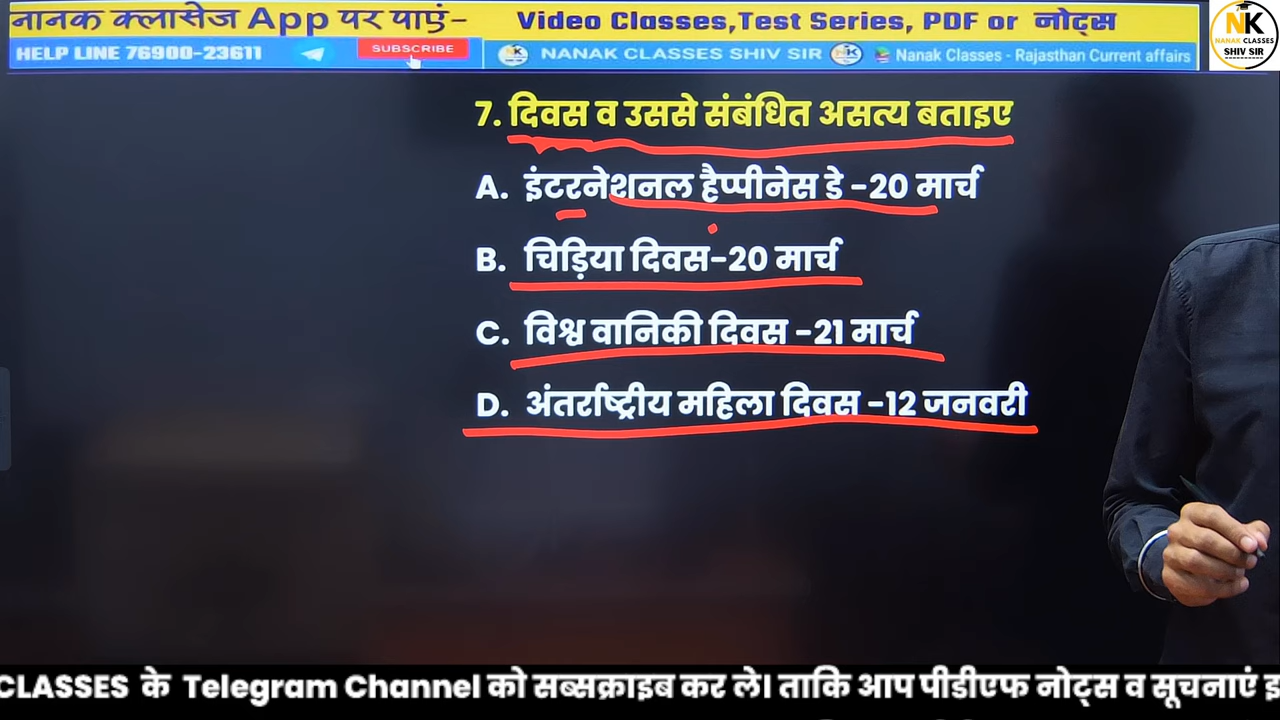 नानक क्लासेज App पर पाएं-
Video Classes,Test Series, PDF or नोट्स
HELP LINE 76900-23611
SUBSCRIBE
NK NANAK CLASSES SHIV SIR NK
Nanak Classes - Rajasthan Current affairs
NK
NANAK CLASSES
SHIV SIR
7. दिवस व उससे संबंधित असत्य बताइए
A. इंटरनेशनल हैप्पीनेस डे -20 मार्च
B. चिड़िया दिवस-20 मार्च
C. विश्व वानिकी दिवस -21 मार्च
D. अंतर्राष्ट्रीय महिला दिवस -12 जनवरी
CLASSES के Telegram Channel को सब्सक्राइब कर ले। ताकि आप पीडीएफ नोट्स व सूचनाएं